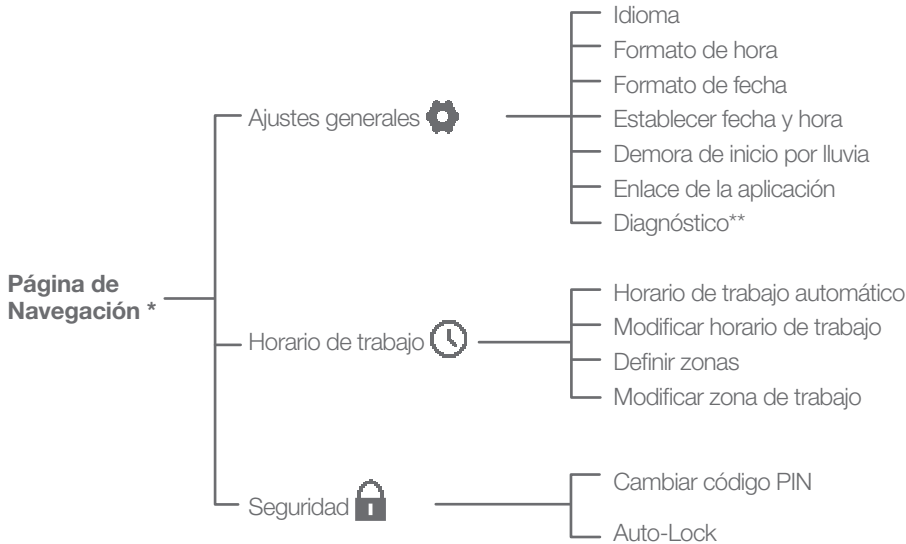 Página de
Navegación *
Ajustes generales
Idioma
Formato de hora
Formato de fecha
Establecer fecha y hora
Demora de inicio por lluvia
Enlace de la aplicación
Diagnóstico**
Horario de trabajo
Horario de trabajo automático
Modificar horario de trabajo
Definir zonas
Modificar zona de trabajo
Seguridad
Cambiar código PIN
Auto-Lock